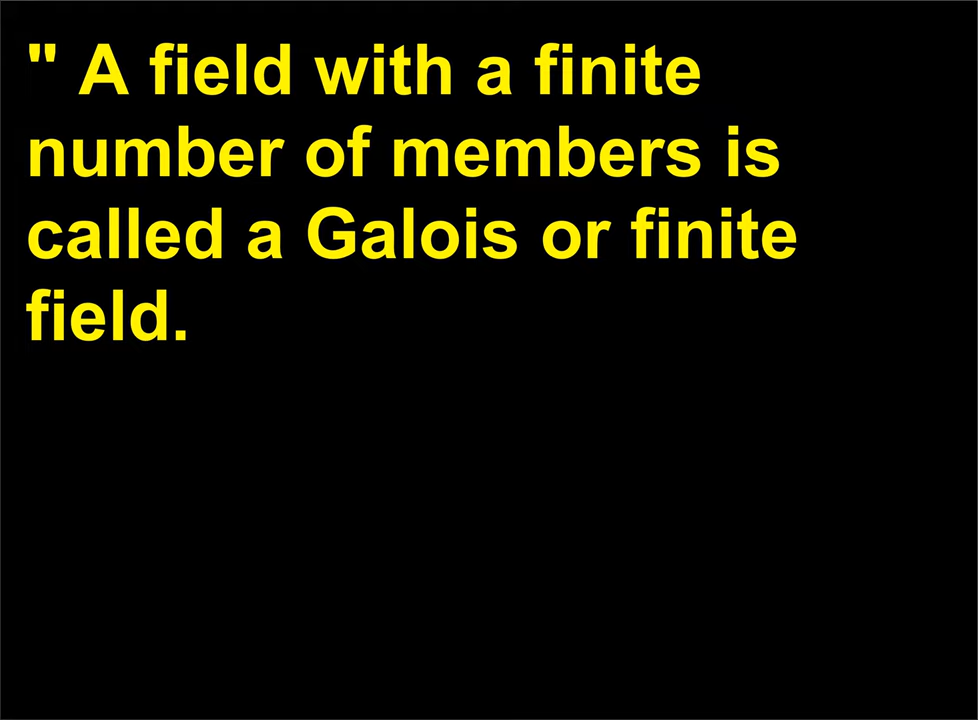 " A field with a finite
number of members is
called a Galois or finite
field.